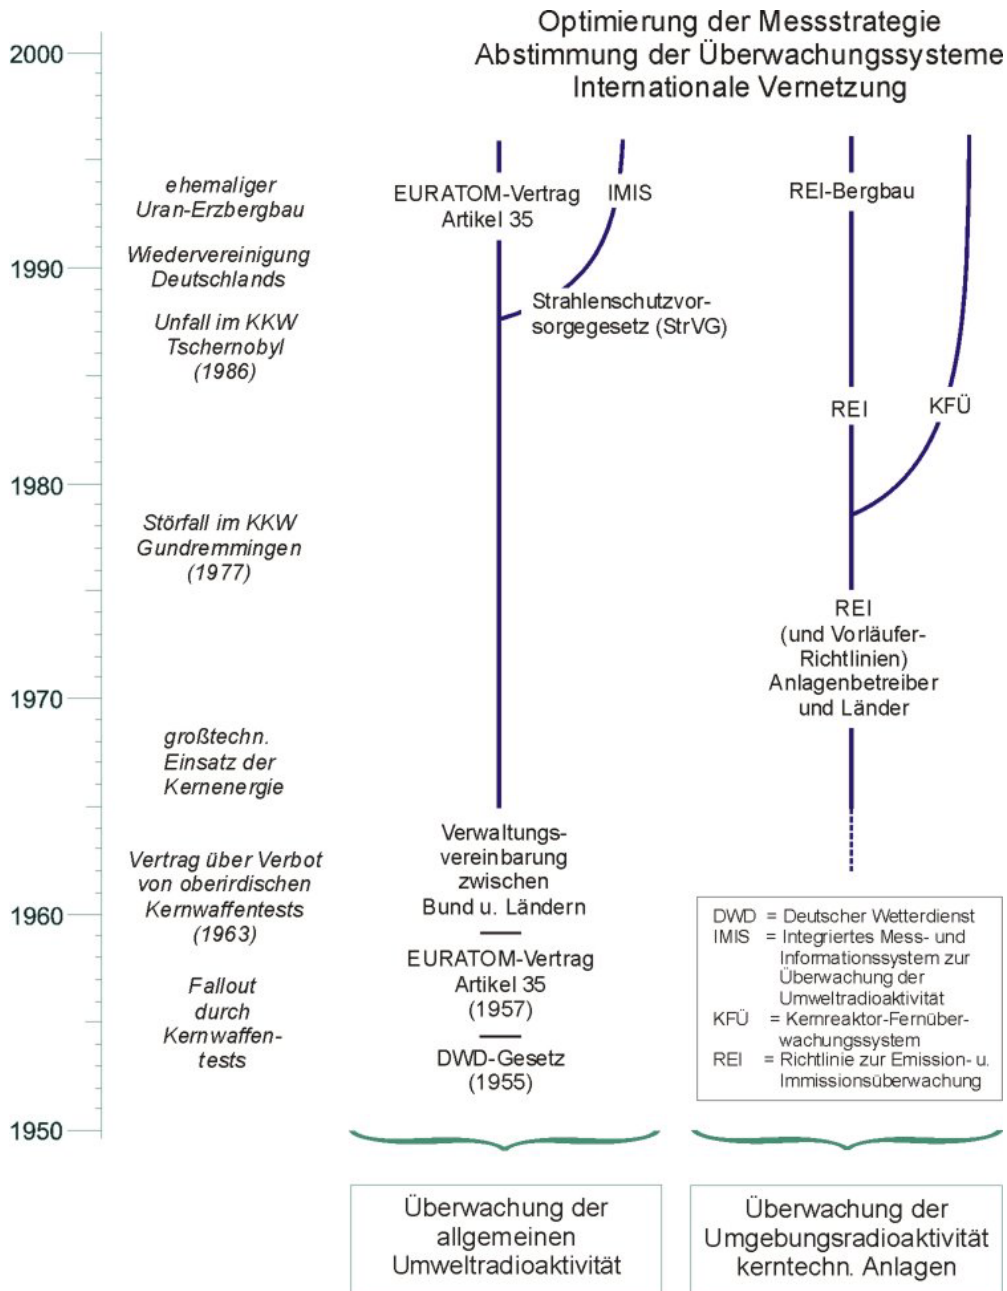 Optimierung der Messstrategie
Abstimmung der Überwachungssysteme
Internationale Vernetzung
2000
1990
1980
1970
1960
1950
ehemaliger
Uran-Erzbergbau
Wiedervereinigung
Deutschlands
Unfall im KKW
Tschernobyl
(1986)
Störfall im KKW
Gundremmingen
(1977)
großtechn.
Einsatz der
Kernenergie
Vertrag über Verbot
von oberirdischen
Kernwaffentests
(1963)
Fallout
durch
Kernwaffen-
tests
EURATOM-Vertrag
Artikel 35
IMIS
Strahlenschutzvor-
sorgegesetz (StrVG)
Verwaltungs-
vereinbarung
zwischen
Bund u. Ländern
EURATOM-Vertrag
Artikel 35
(1957)
DWD-Gesetz
(1955)
REI-Bergbau
REI
KFÜ
REI
(und Vorläufer-
Richtlinien)
Anlagenbetreiber
und Länder
DWD = Deutscher Wetterdienst
IMIS = Integriertes Mess- und
Informationssystem zur
Überwachung der
Umweltradioaktivität
KFÜ = Kernreaktor-Fernüber-
wachungssystem
REI = Richtlinie zur Emission- u.
Immissionsüberwachung
Überwachung der
allgemeinen
Umweltradioaktivität
Überwachung der
Umgebungsradioaktivität
kerntechn. Anlagen